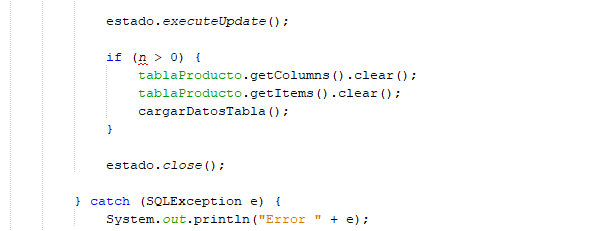 estado.executeUpdate();
if (n > 0) {
tablaProducto.getColumns().clear();
tablaProducto.getItems().clear();
cargarDatosTabla();
}
estado.close();
} catch (SQLException e) {
System.out.println("Error " + e);